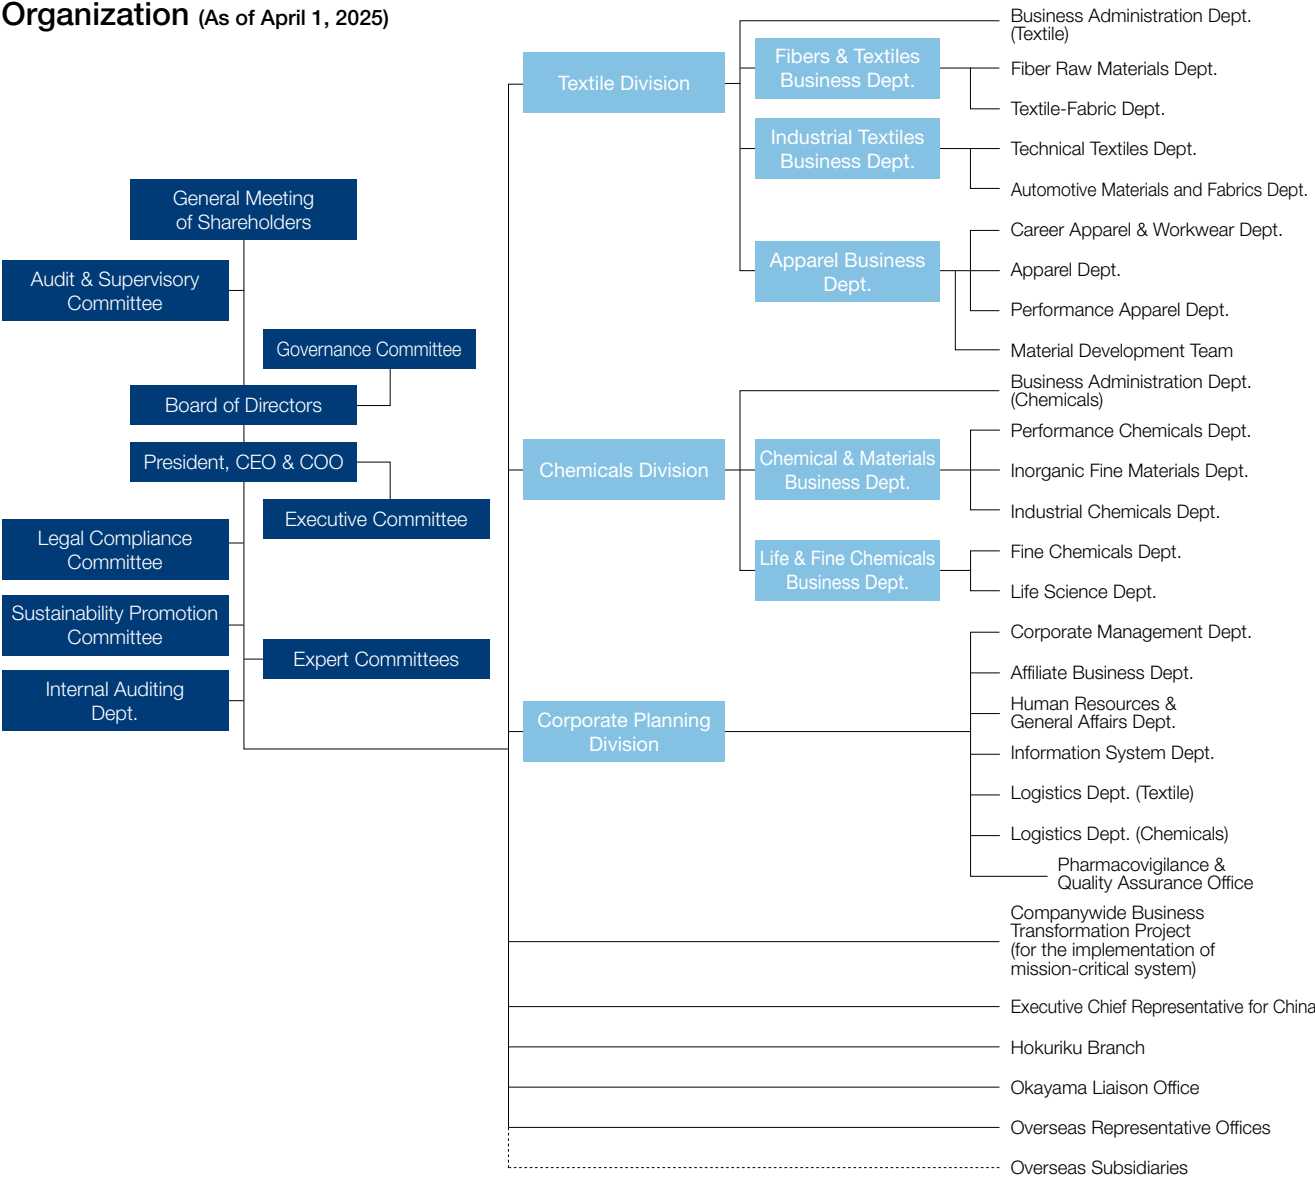 Organization (As of April 1, 2025)
General Meeting
of Shareholders
Audit & Supervisory
Committee
Governance Committee
Board of Directors
President, CEO & COO
Executive Committee
Legal Compliance
Committee
Sustainability Promotion
Committee
Expert Committees
Internal Auditing
Dept.
Textile Division
Business Administration Dept.
(Textile)
Fibers & Textiles
Business Dept.
Fiber Raw Materials Dept.
Textile-Fabric Dept.
Industrial Textiles
Business Dept.
Technical Textiles Dept.
Automotive Materials and Fabrics Dept.
Apparel Business
Dept.
Career Apparel & Workwear Dept.
Apparel Dept.
Performance Apparel Dept.
Material Development Team
Chemicals Division
Business Administration Dept.
(Chemicals)
Chemical & Materials
Business Dept.
Performance Chemicals Dept.
Inorganic Fine Materials Dept.
Industrial Chemicals Dept.
Life & Fine Chemicals
Business Dept.
Fine Chemicals Dept.
Life Science Dept.
Corporate Planning
Division
Corporate Management Dept.
Affiliate Business Dept.
Human Resources &
General Affairs Dept.
Information System Dept.
Logistics Dept. (Textile)
Logistics Dept. (Chemicals)
Pharmacovigilance &
Quality Assurance Office
Companywide Business
Transformation Project
(for the implementation of
mission-critical system)
Executive Chief Representative for China
Hokuriku Branch
Okayama Liaison Office
Overseas Representative Offices
Overseas Subsidiaries